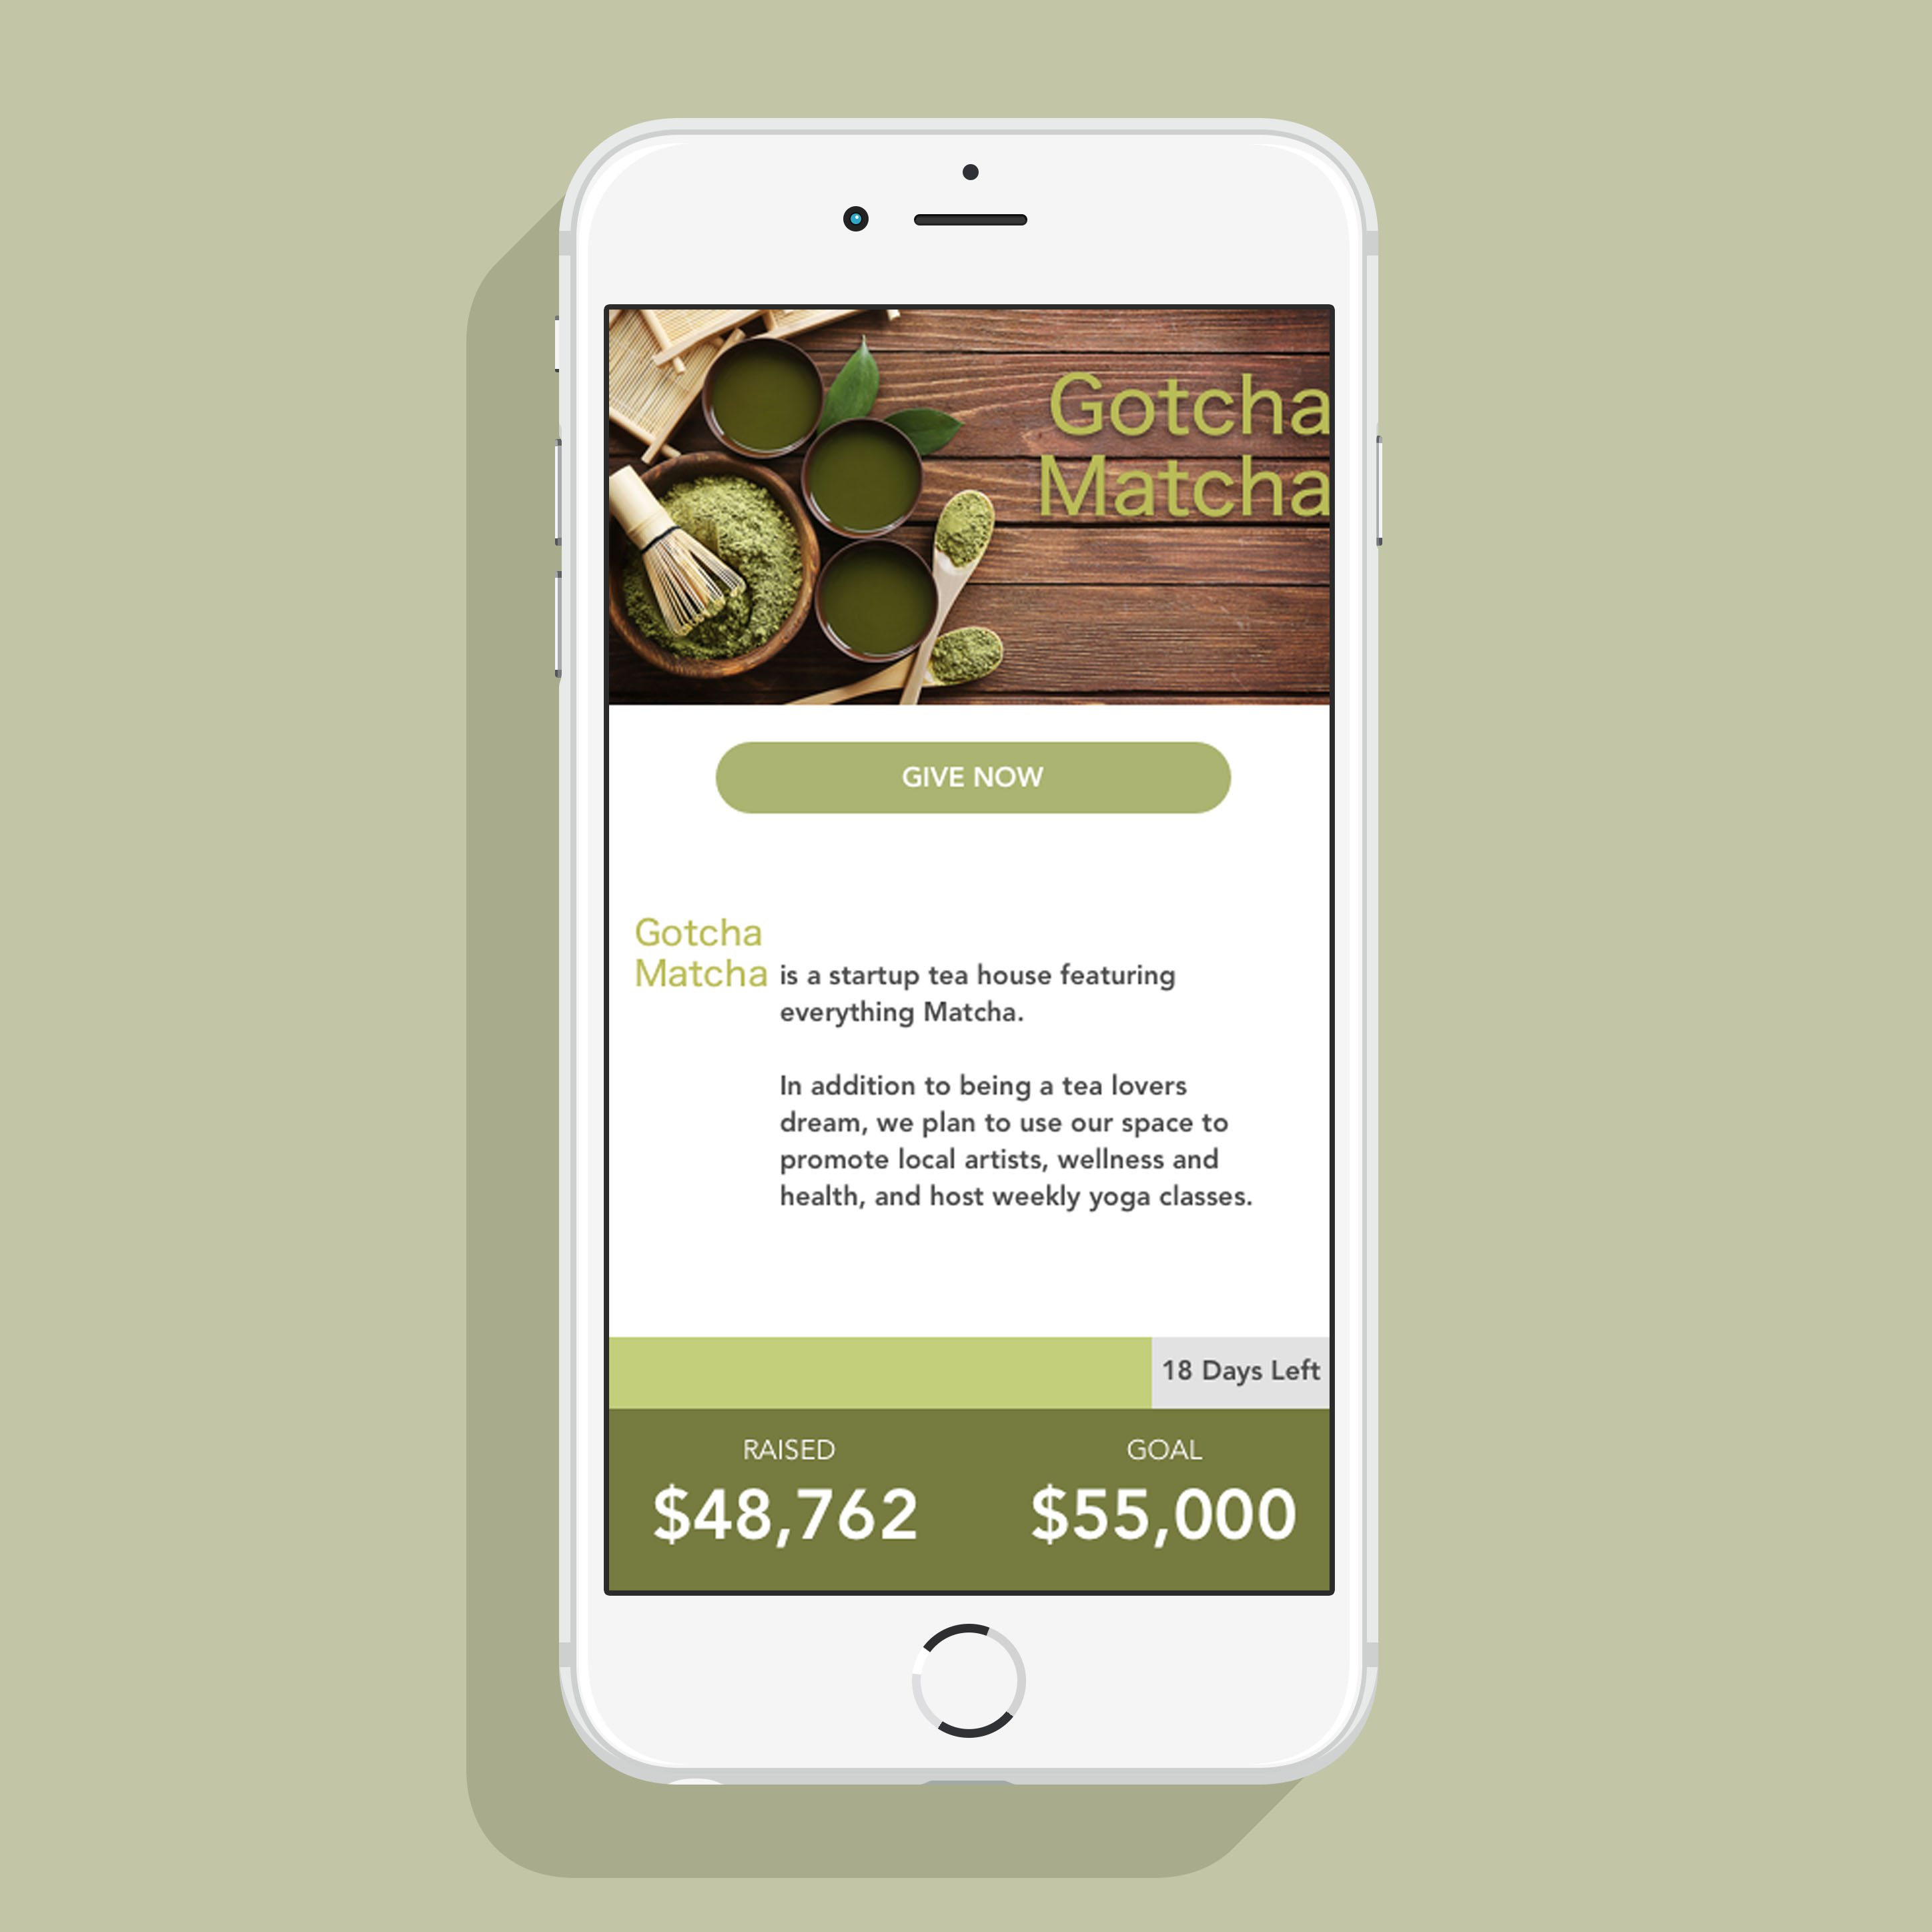 Gotcha
Matcha
GIVE NOW
Gotcha
Matcha is a startup tea house featuring
everything Matcha.
In addition to being a tea lovers
dream, we plan to use our space to
promote local artists, wellness and
health, and host weekly yoga classes.
18 Days Left
RAISED GOAL
$48,762 $55,000